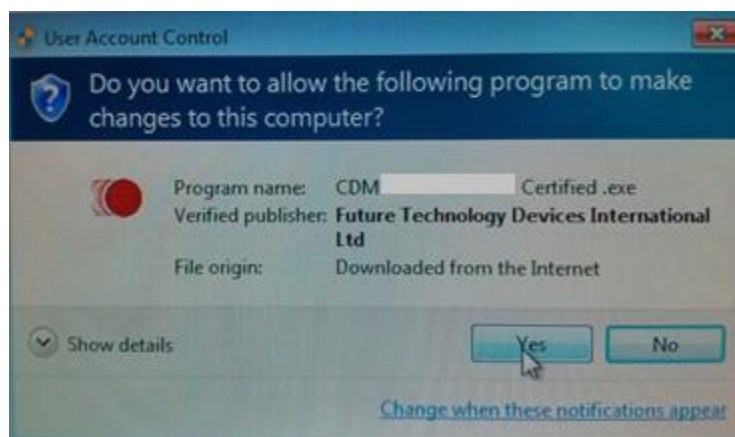 User Account Control
Do you want to allow the following program to make
changes to this computer?
Program name: CDM Certified .exe
Verified publisher: Future Technology Devices International
Ltd
File origin: Downloaded from the Internet
Show details
Yes No
Change when these notifications appear